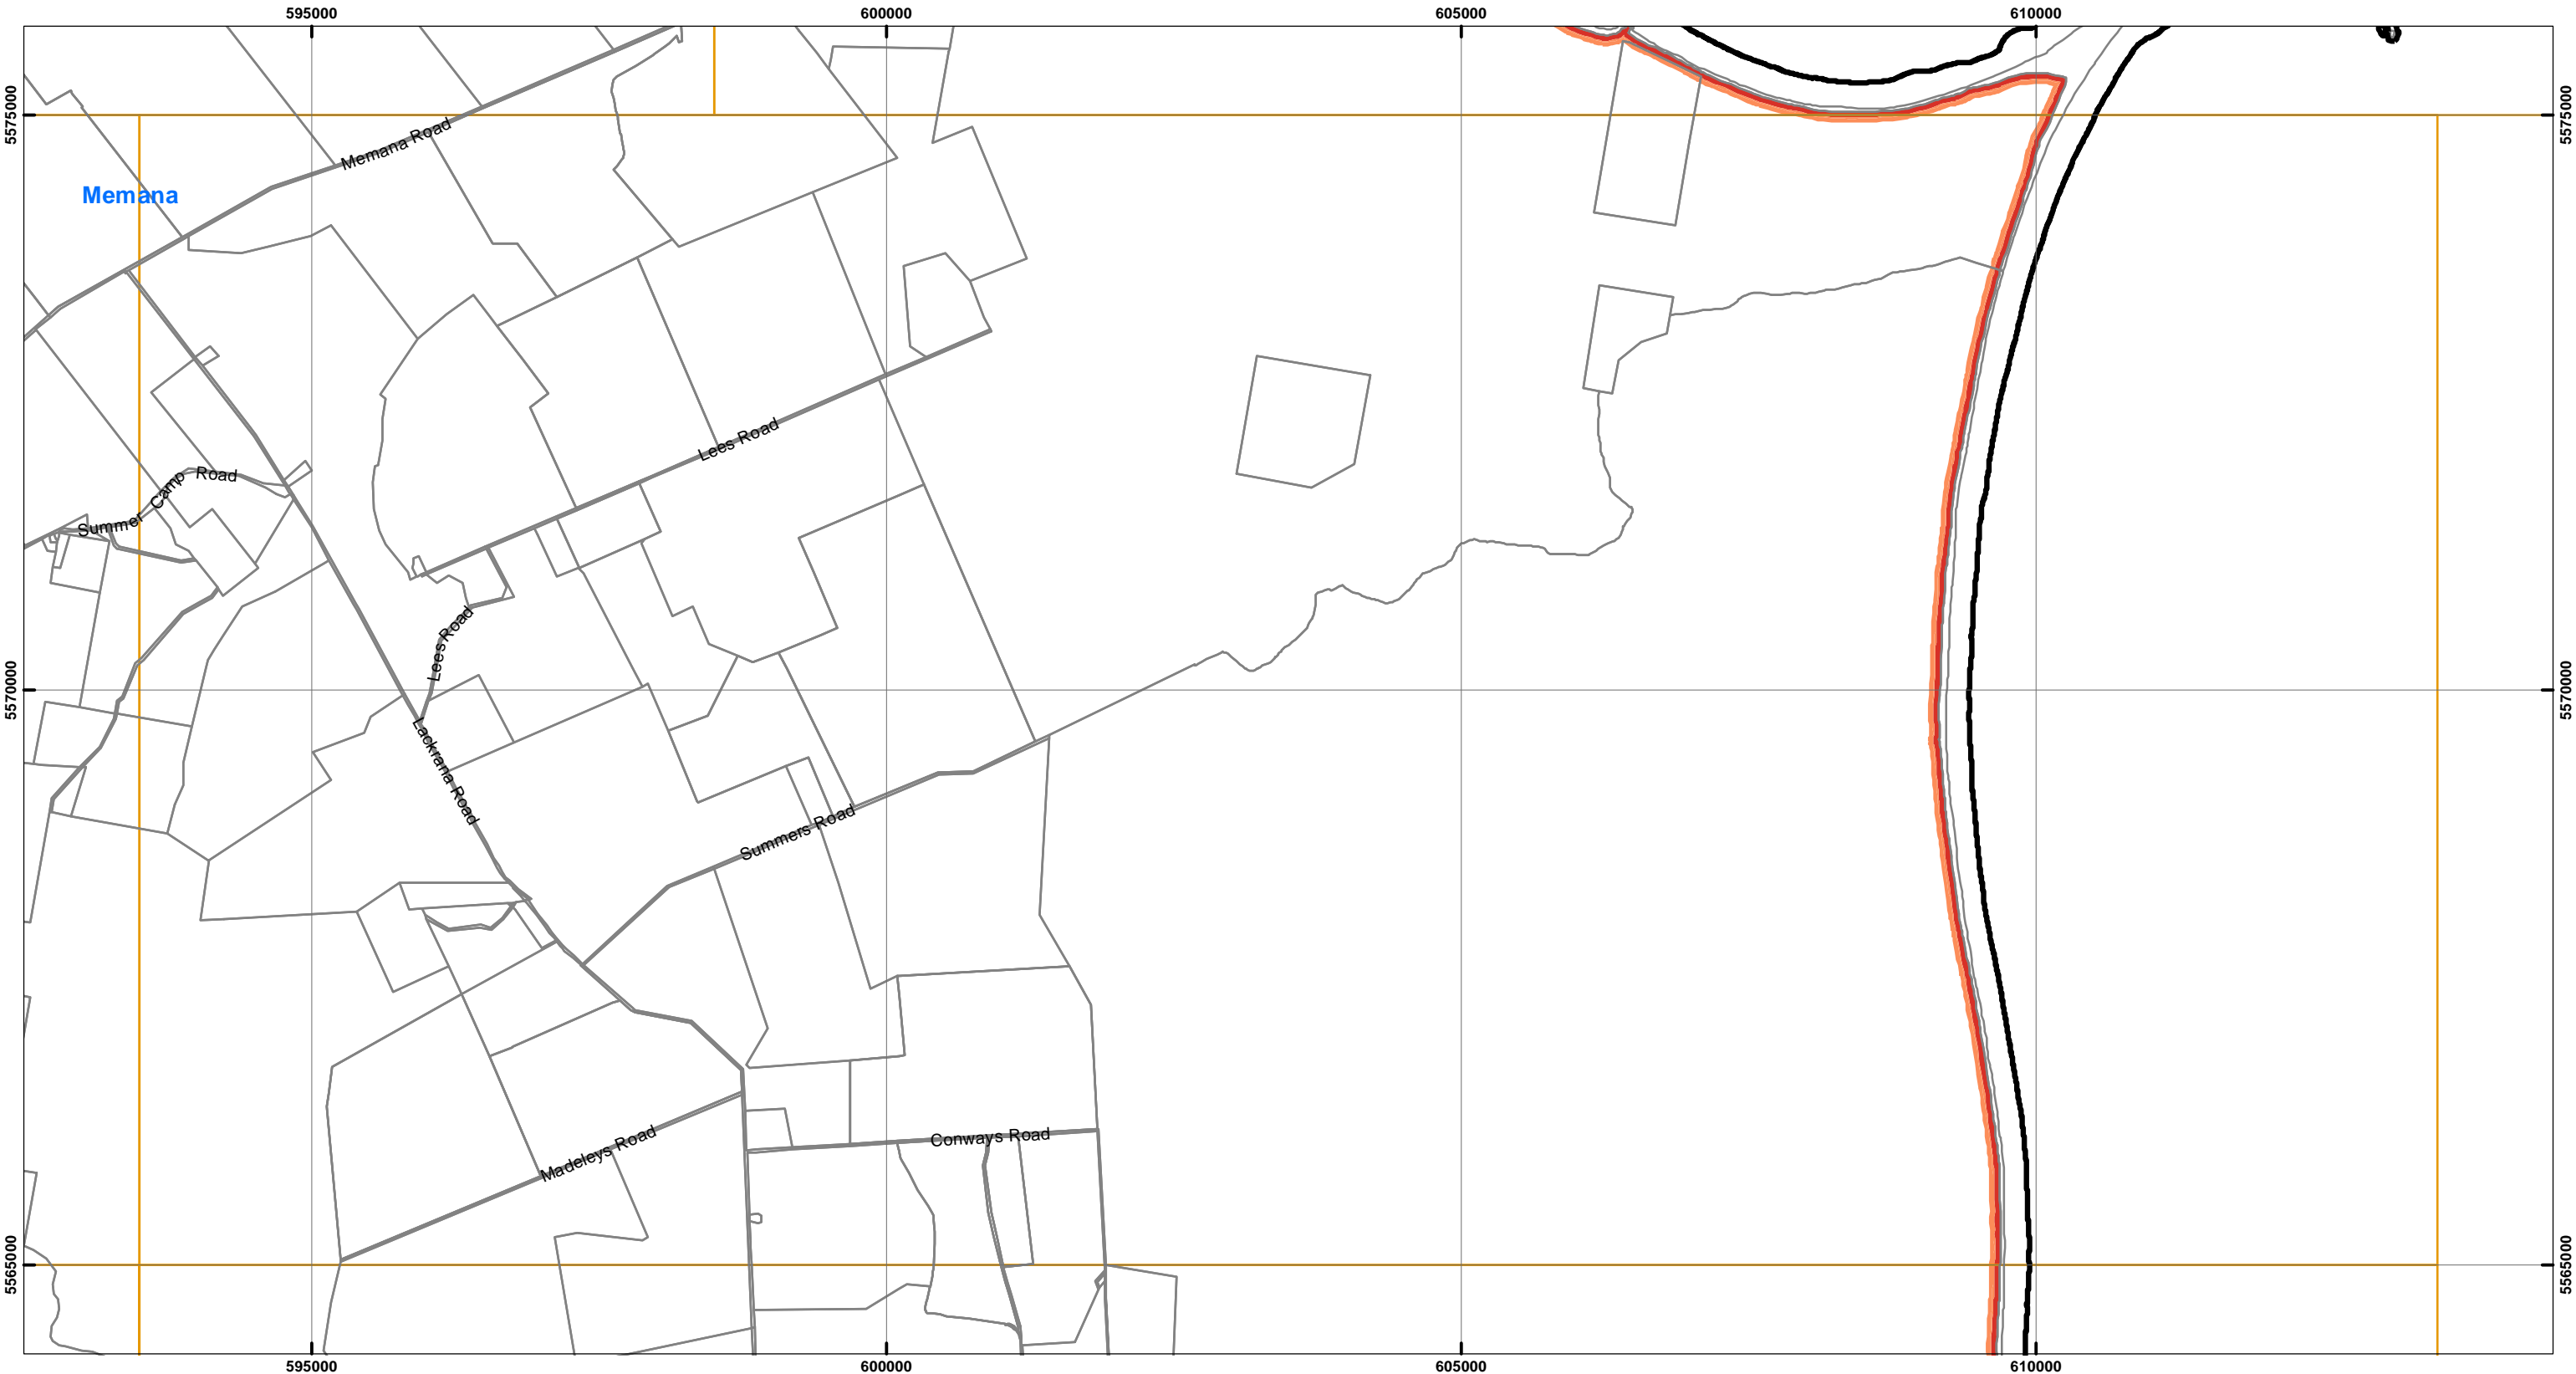 595000
600000
605000
610000
5575000
5575000
Memana Road
Memana
Lees Road
Summer Camp Road
Lees Road
5570000
5570000
Lackrana Road
Summers Road
Conways Road
Madeleys Road
5565000
5565000
595000
600000
605000
610000